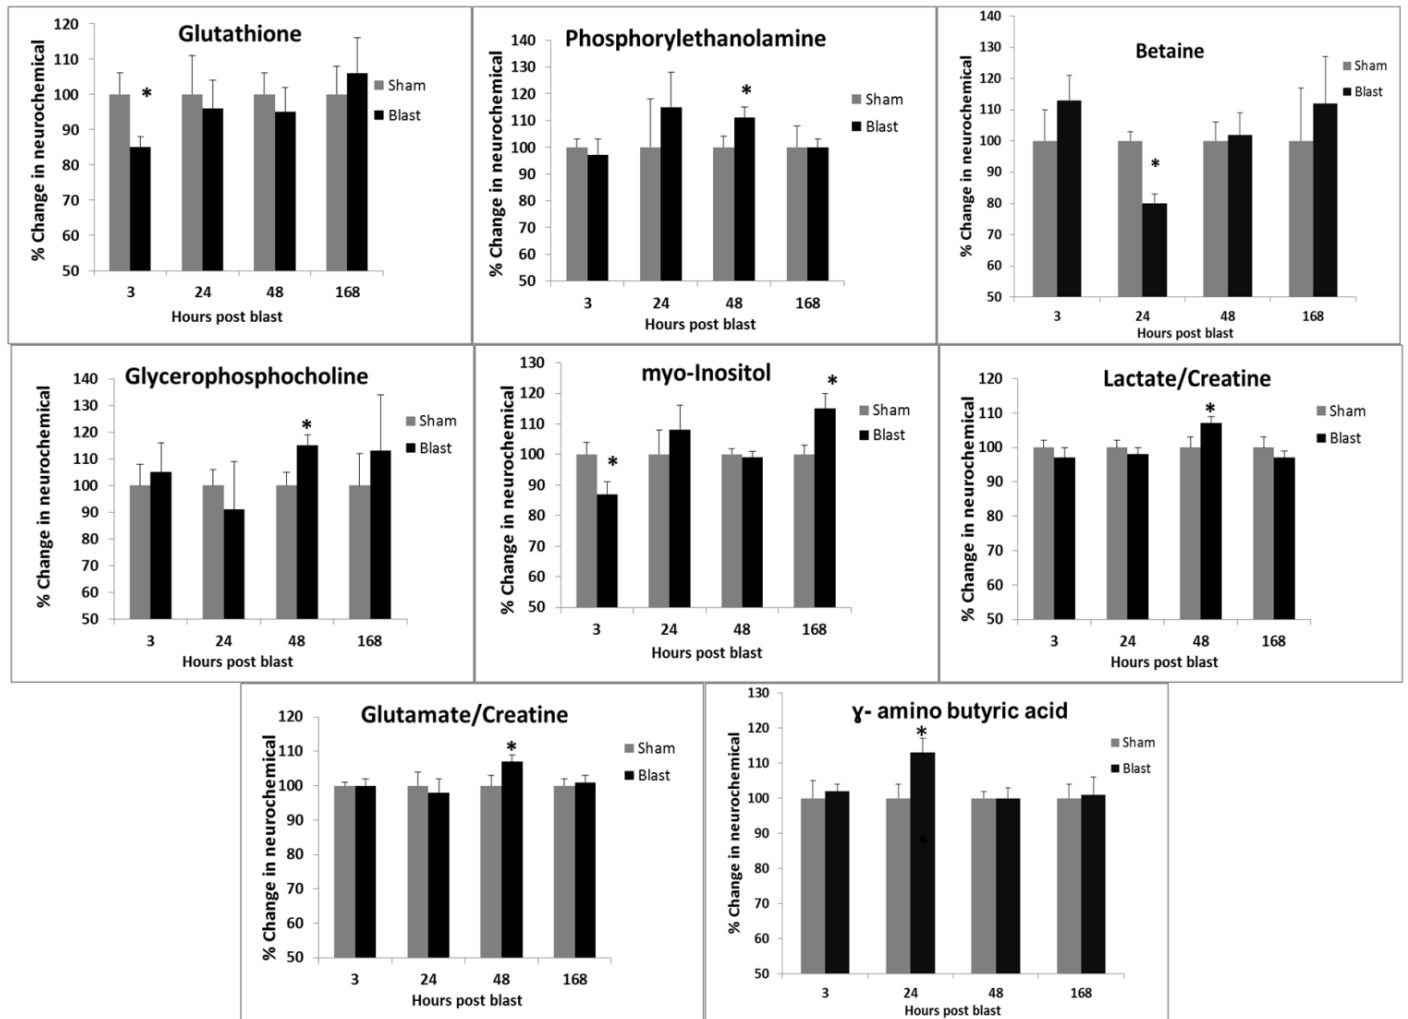 Glutathione
% Change in neurochemical
120
110
100
90
80
70
60
50
*
Sham
Blast
3 24 48 168
Hours post blast
Phosphorylethanolamine
% Change in neurochemical
140
130
120
110
100
90
80
70
60
50
*
Sham
Blast
3 24 48 168
Hours post blast
Betaine
% Change in neurochemical
140
130
120
110
100
90
80
70
60
50
*
Sham
Blast
3 24 48 168
Hours post blast
Glycerophosphocholine
% Change in neurochemical
140
130
120
110
100
90
80
70
60
50
*
Sham
Blast
3 24 48 168
Hours post blast
myo-Inositol
% Change in neurochemical
130
120
110
100
90
80
70
60
50
*
*
Sham
Blast
3 24 48 168
Hours post blast
Lactate/Creatine
% Change in neurochemical
120
110
100
90
80
70
60
50
*
Sham
Blast
3 24 48 168
Hours post blast
Glutamate/Creatine
% Change in neurochemical
120
110
100
90
80
70
60
50
*
Sham
Blast
3 24 48 168
Hours post blast
ɣ- amino butyric acid
% Change in neurochemical
130
120
110
100
90
80
70
60
50
*
*
Sham
Blast
3 24 48 168
Hours post blast